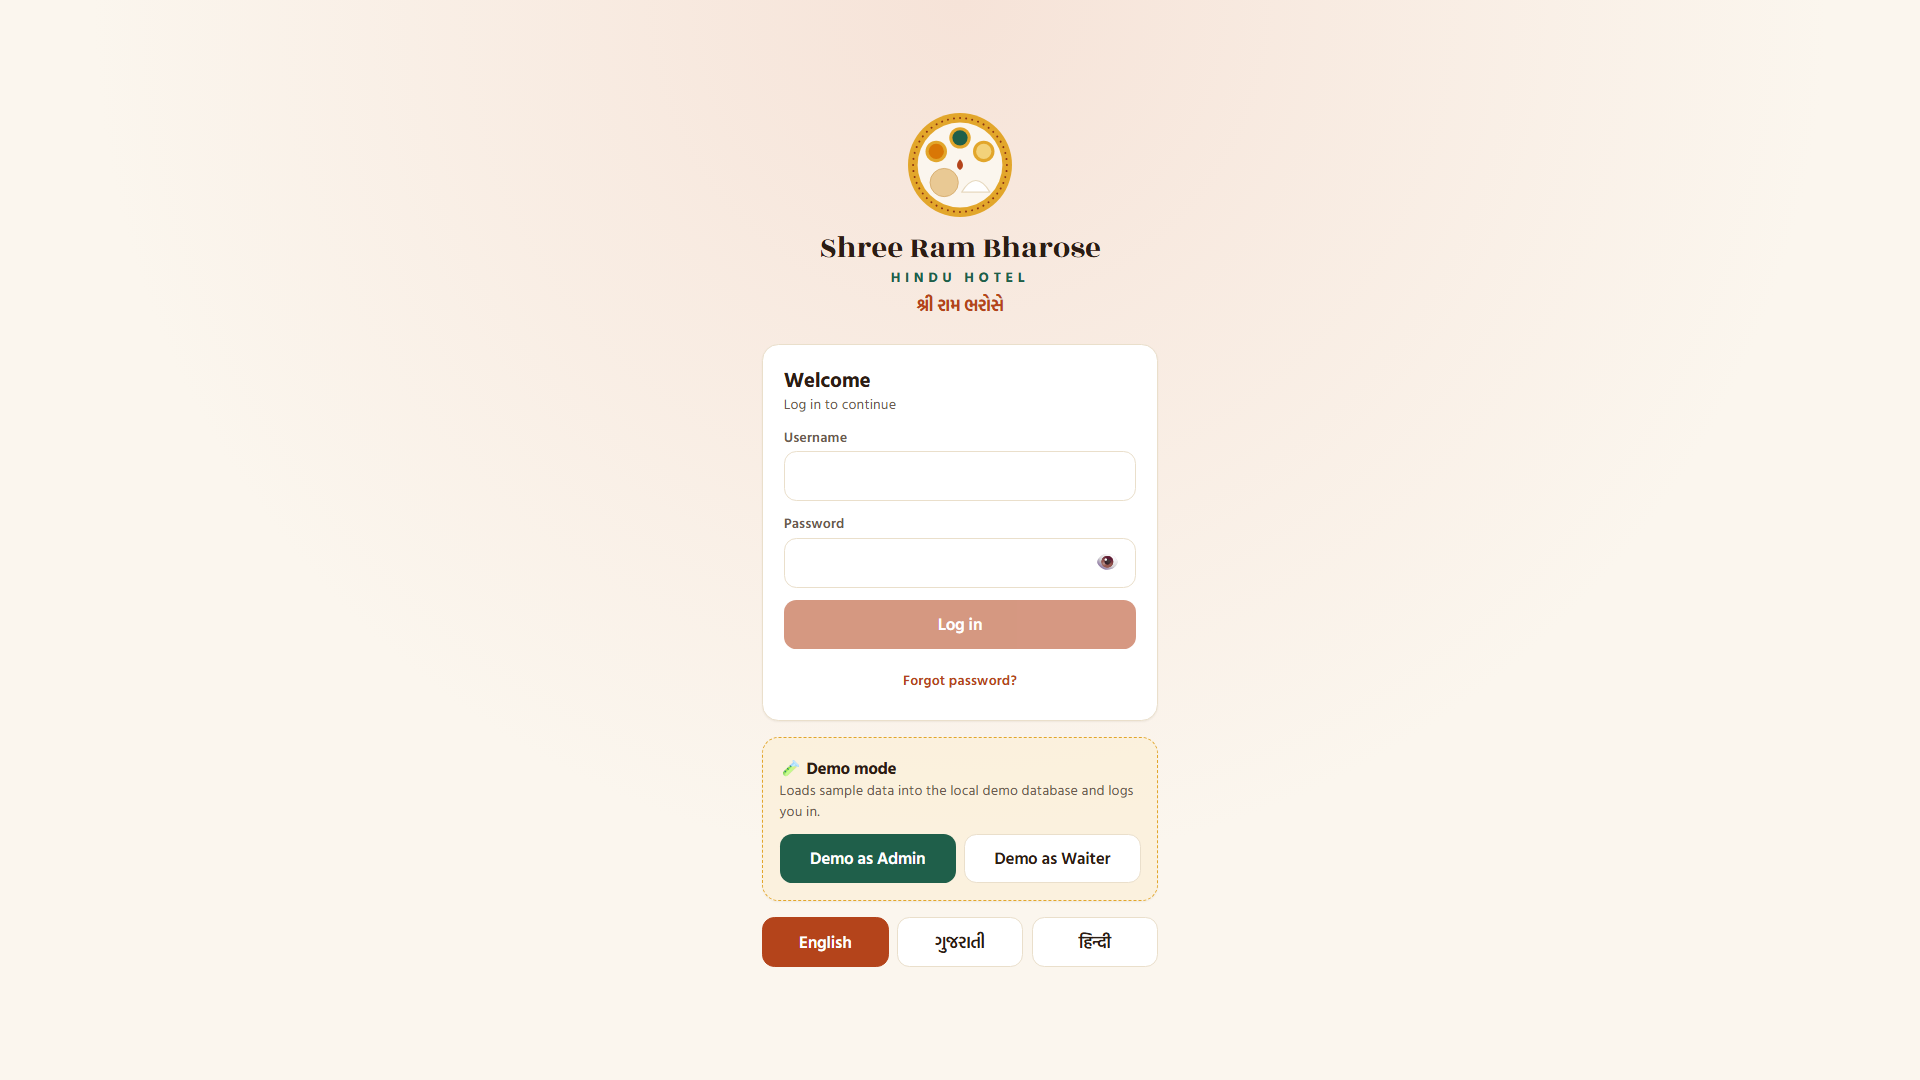 Shree Ram Bharose
HINDU HOTEL
શ્રી રામ ભરોસે
Welcome
Log in to continue
Username
Password
Log in
Forgot password?
Demo mode
Loads sample data into the local demo database and logs
you in.
Demo as Admin
Demo as Waiter
English
ગુજરાતી
हिन्दी